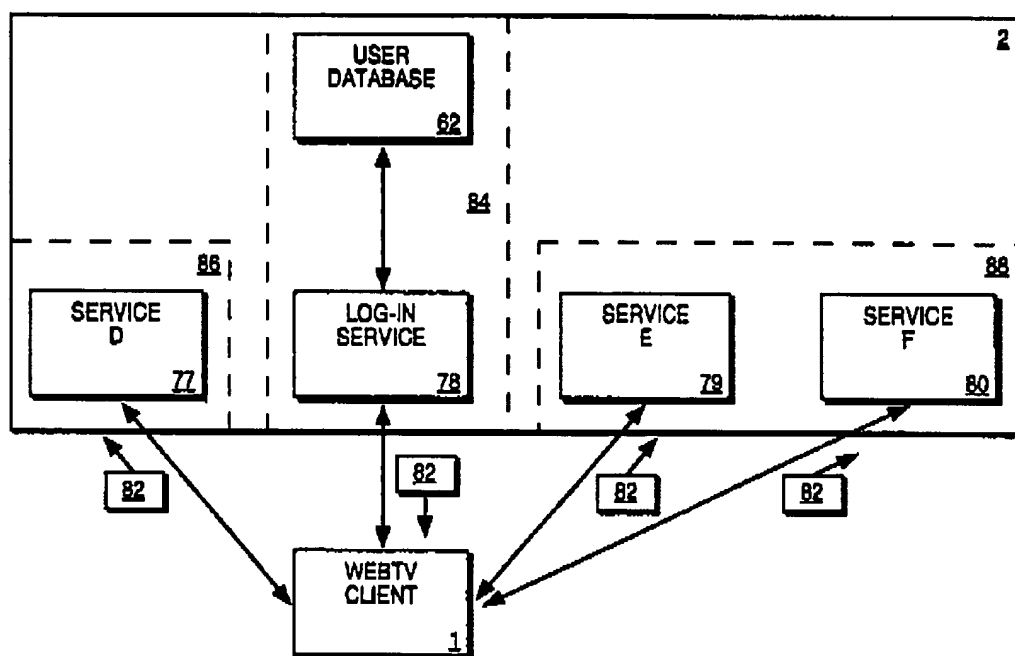 2
USER
DATABASE
62
84
86
88
SERVICE
D
77
LOG-IN
SERVICE
78
SERVICE
E
79
SERVICE
F
80
82
82
82
82
WEBTV
CLIENT
1